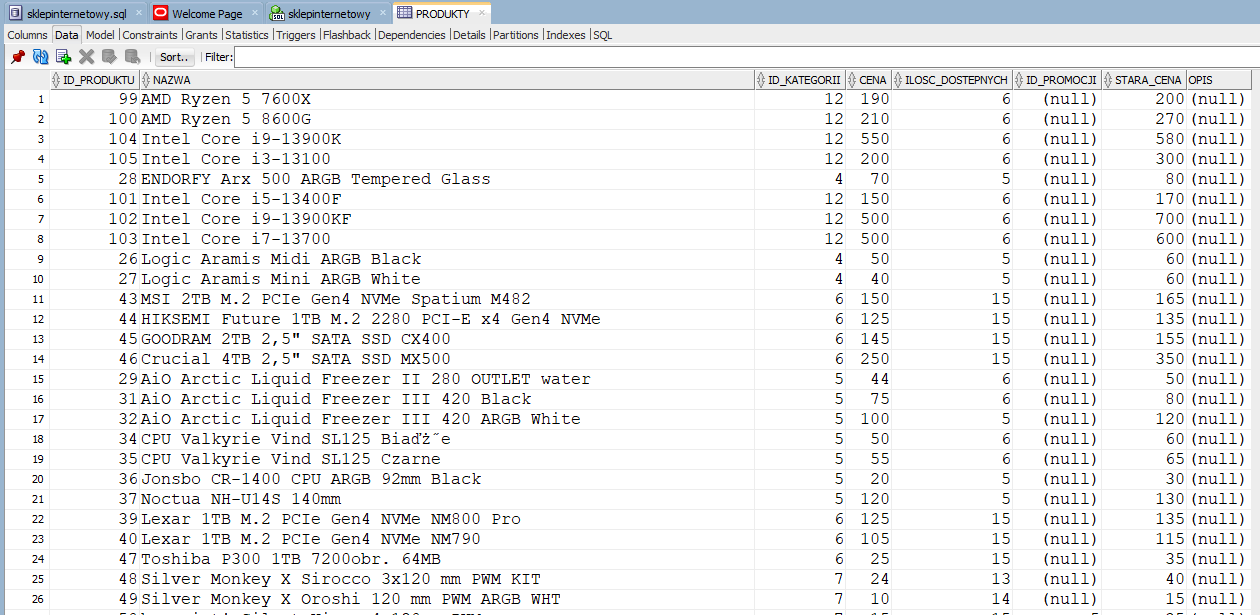 sklepinternetowy.sql Welcome Page sklepinternetowy PRODUKTY
Columns Data Model Constraints Grants Statistics Triggers Flashback Dependencies Details Partitions Indexes SQL
Sort.. Filter:
ID_PRODUKTU NAZWA ID_KATEGORII CENA ILOSC_DOSTEPNYCH ID_PROMOCJI STARA_CENA OPIS
1 99 AMD Ryzen 5 7600X 12 190 6 (null) 200 (null)
2 100 AMD Ryzen 5 8600G 12 210 6 (null) 270 (null)
3 104 Intel Core i9-13900K 12 550 6 (null) 580 (null)
4 105 Intel Core i3-13100 12 200 6 (null) 300 (null)
5 28 ENDORFY Arx 500 ARGB Tempered Glass 4 70 5 (null) 80 (null)
6 101 Intel Core i5-13400F 12 150 6 (null) 170 (null)
7 102 Intel Core i9-13900KF 12 500 6 (null) 700 (null)
8 103 Intel Core i7-13700 12 500 6 (null) 600 (null)
9 26 Logic Aramis Midi ARGB Black 4 50 5 (null) 60 (null)
10 27 Logic Aramis Mini ARGB White 4 40 5 (null) 60 (null)
11 43 MSI 2TB M.2 PCIe Gen4 NVMe Spatium M482 6 150 15 (null) 165 (null)
12 44 HIKSEMI Future 1TB M.2 2280 PCI-E x4 Gen4 NVMe 6 125 15 (null) 135 (null)
13 45 GOODRAM 2TB 2,5" SATA SSD CX400 6 145 15 (null) 155 (null)
14 46 Crucial 4TB 2,5" SATA SSD MX500 6 250 15 (null) 350 (null)
15 29 AiO Arctic Liquid Freezer II 280 OUTLET water 5 44 6 (null) 50 (null)
16 31 AiO Arctic Liquid Freezer III 420 Black 5 75 6 (null) 80 (null)
17 32 AiO Arctic Liquid Freezer III 420 ARGB White 5 100 5 (null) 120 (null)
18 34 CPU Valkyrie Vind SL125 Biaďż˝e 5 50 6 (null) 60 (null)
19 35 CPU Valkyrie Vind SL125 Czarne 5 55 6 (null) 65 (null)
20 36 Jonsbo CR-1400 CPU ARGB 92mm Black 5 20 5 (null) 30 (null)
21 37 Noctua NH-U14S 140mm 5 120 5 (null) 130 (null)
22 39 Lexar 1TB M.2 PCIe Gen4 NVMe NM800 Pro 6 125 15 (null) 135 (null)
23 40 Lexar 1TB M.2 PCIe Gen4 NVMe NM790 6 105 15 (null) 115 (null)
24 47 Toshiba P300 1TB 7200obr. 64MB 6 25 15 (null) 35 (null)
25 48 Silver Monkey X Sirocco 3x120 mm PWM KIT 7 24 13 (null) 40 (null)
26 49 Silver Monkey X Oroshi 120 mm PWM ARGB WHT 7 10 14 (null) 15 (null)